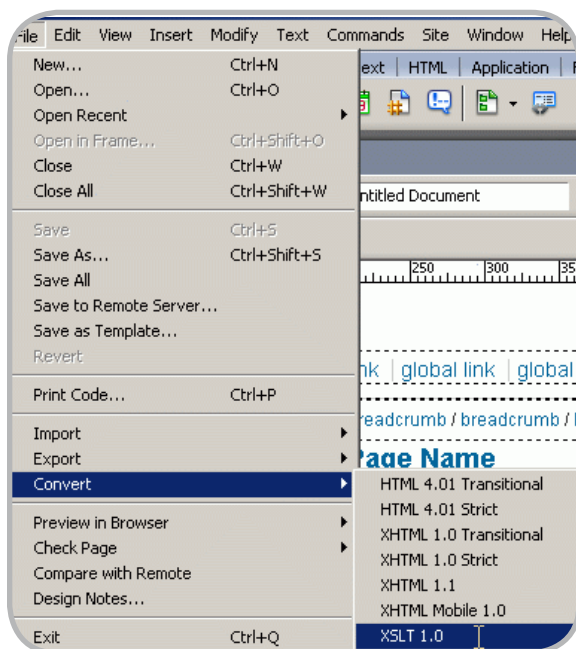 File Edit View Insert Modify Text Commands Site Window Help
New... Ctrl+N
ext | HTML | Application |
Open... Ctrl+O
Open Recent
Open in Frame... Ctrl+Shift+O
Close Ctrl+W
Close All Ctrl+Shift+W
ntitled Document
Save Ctrl+S
Save As... Ctrl+Shift+S
Save All
250 300 35
Save to Remote Server...
Save as Template...
Revert
nk | global link | global
Print Code... Ctrl+P
readcrumb / breadcrumb /
Import
Export
Page Name
Convert
HTML 4.01 Transitional
HTML 4.01 Strict
Preview in Browser
XHTML 1.0 Transitional
Check Page
XHTML 1.0 Strict
Compare with Remote
XHTML 1.1
Design Notes...
XHTML Mobile 1.0
Exit Ctrl+Q
XSLT 1.0